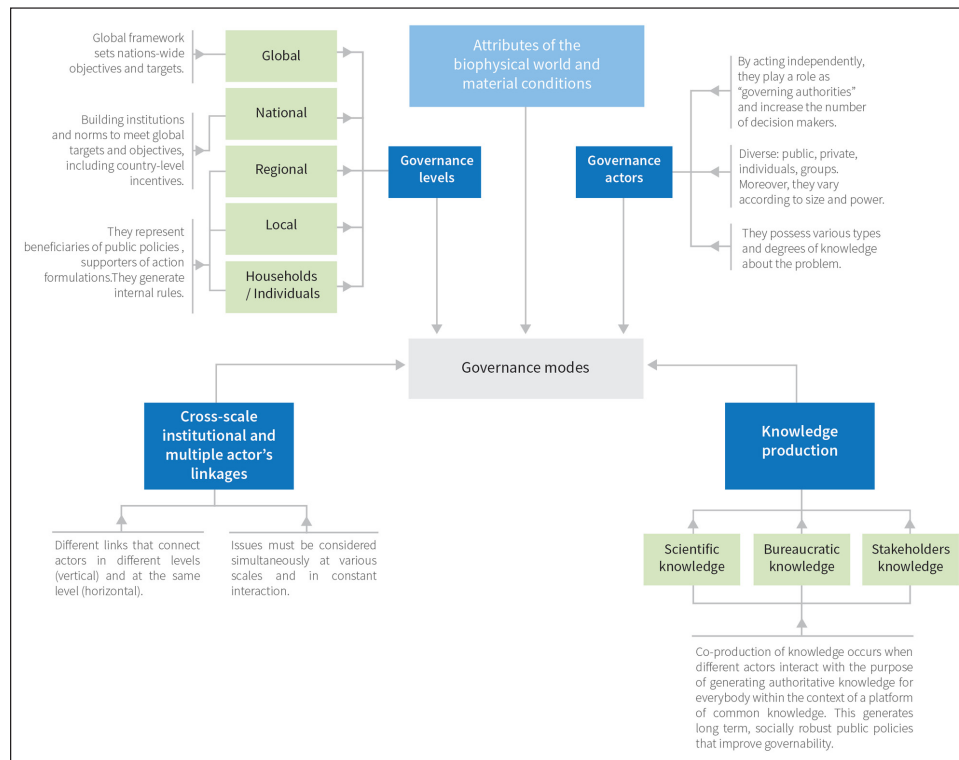 Global framework
sets nations-wide
objectives and targets.
Global
Building institutions
and norms to meet global
targets and objectives,
including country-level
incentives.
National
Regional
They represent
beneficiaries of public policies ,
supporters of action
formulations.They generate
internal rules.
Local
Households
/ Individuals
Governance
levels
Attributes of the
biophysical world and
material conditions
Governance
actors
By acting independently,
they play a role as
“governing authorities”
and increase the number
of decision makers.
Diverse: public, private,
individuals, groups.
Moreover, they vary
according to size and power.
They possess various types
and degrees of knowledge
about the problem.
Governance modes
Cross-scale
institutional and
multiple actor’s
linkages
Different links that connect
actors in different levels
(vertical) and at the same
level (horizontal).
Issues must be considered
simultaneously at various
scales and in constant
interaction.
Knowledge
production
Scientific
knowledge
Bureaucratic
knowledge
Stakeholders
knowledge
Co-production of knowledge occurs when
different actors interact with the purpose
of generating authoritative knowledge for
everybody within the context of a platform
of common knowledge. This generates
long term, socially robust public policies
that improve governability.